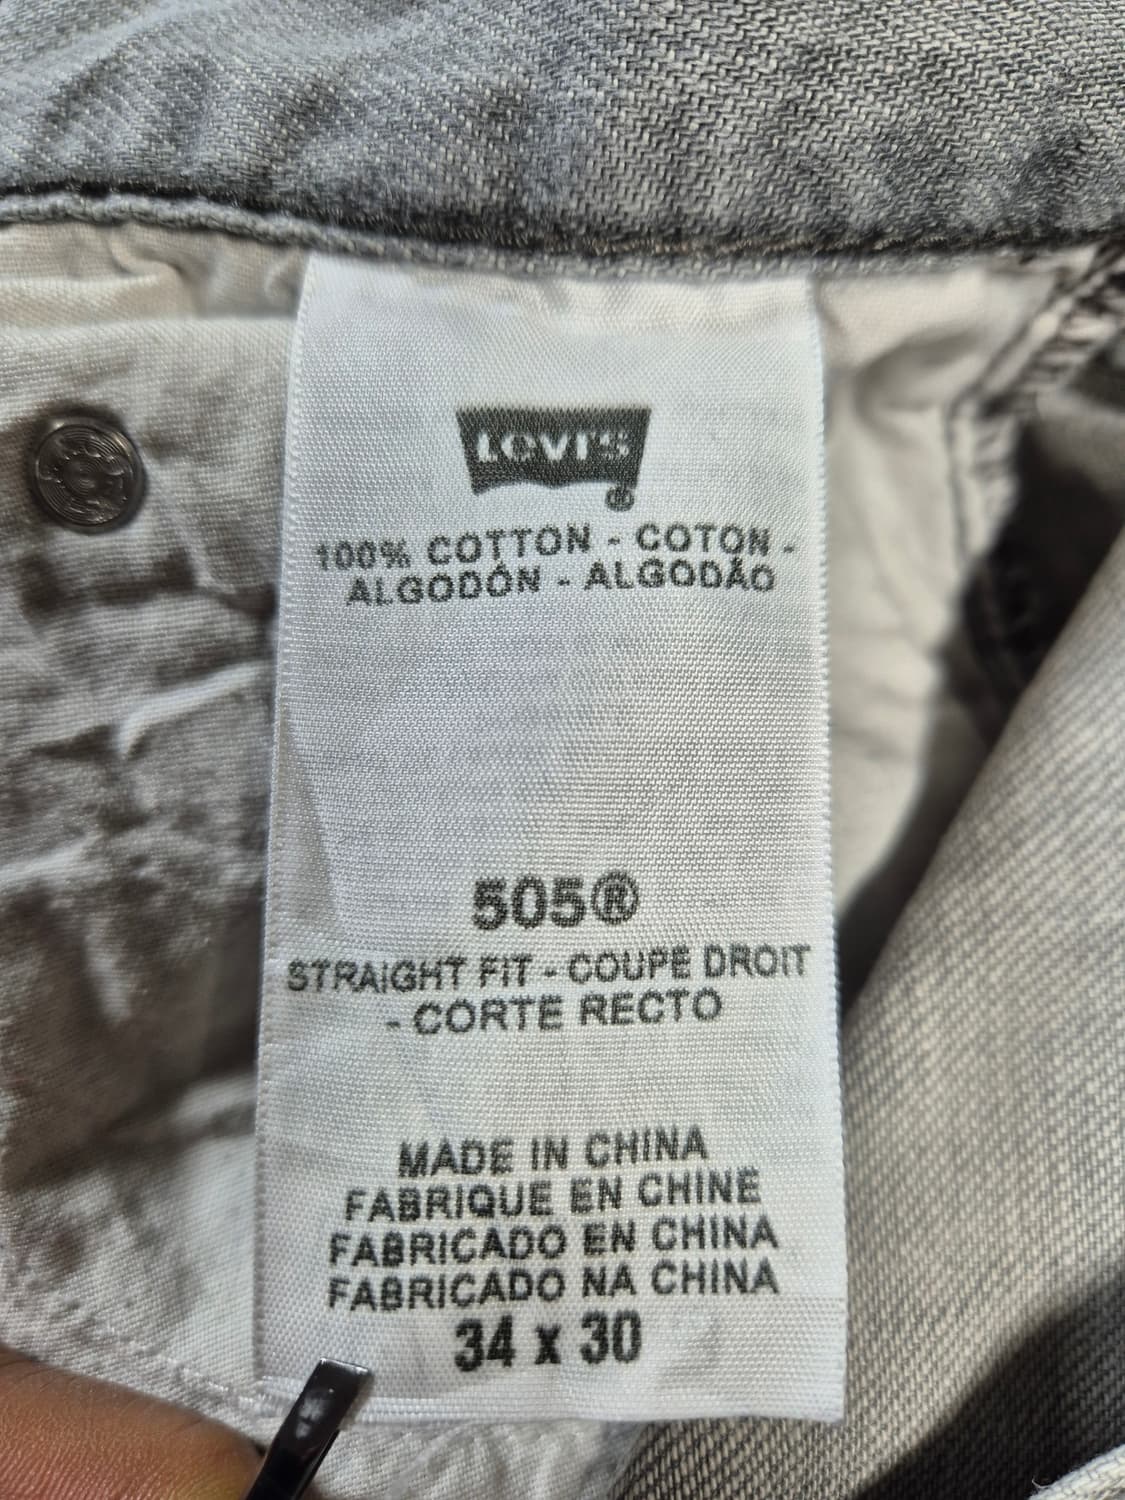 Levi's
®
100% COTTON - COTON -
ALGODÓN - ALGODÃO
505®
STRAIGHT FIT - COUPE DROIT
- CORTE RECTO
MADE IN CHINA
FABRIQUE EN CHINE
FABRICADO EN CHINA
FABRICADO NA CHINA
34 x 30